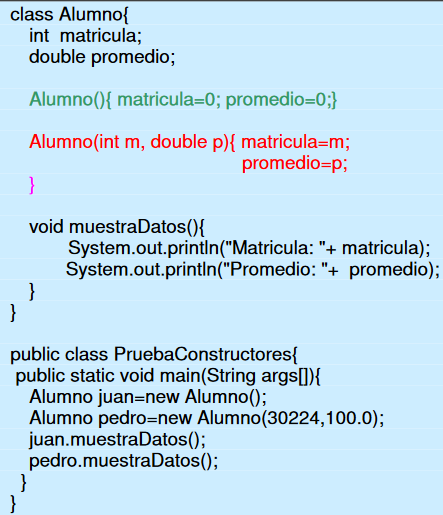 class Alumno{
int  matricula;
double promedio;
Alumno(){ matricula=0; promedio=0;}
Alumno(int m, double p){ matricula=m;
promedio=p;
}
void muestraDatos(){
System.out.println("Matricula: "+ matricula);
System.out.println("Promedio: "+  promedio);
}
}
public class PruebaConstructores{
public static void main(String args[]){
Alumno juan=new Alumno();
Alumno pedro=new Alumno(30224,100.0);
juan.muestraDatos();
pedro.muestraDatos();
}
}